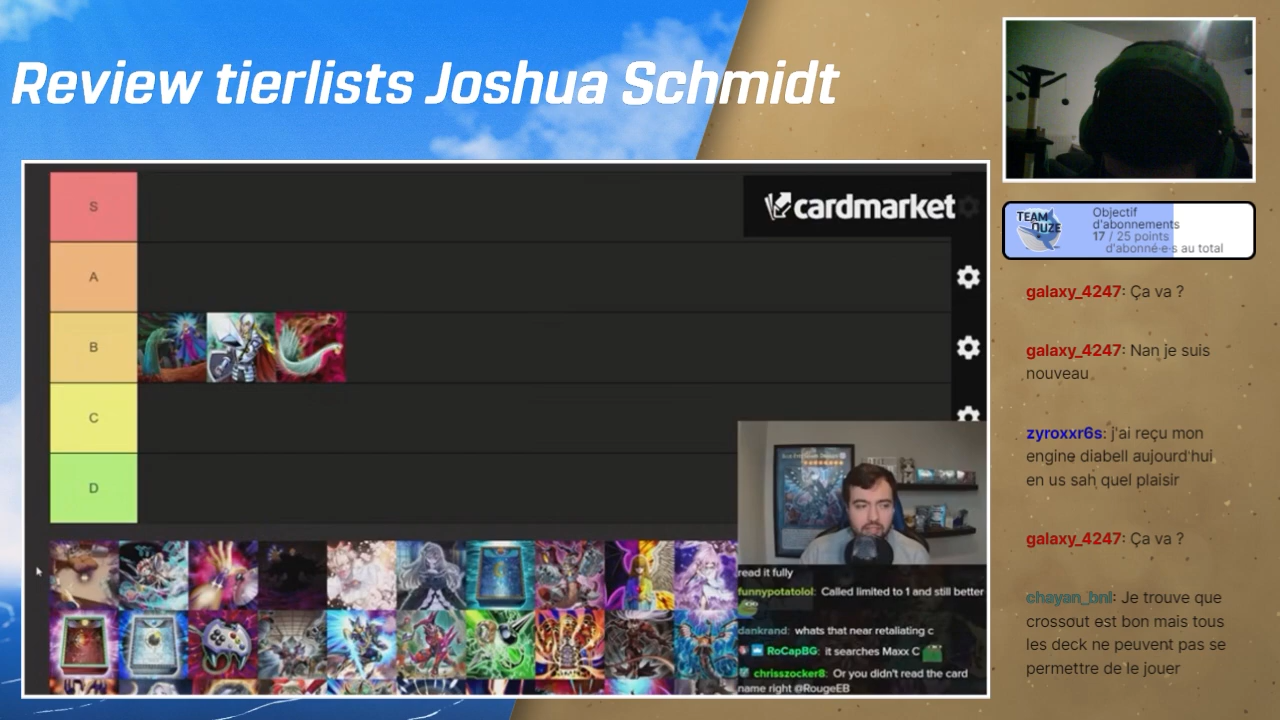 Review tierlists Joshua Schmidt
S
cardmarket
A
B
C
D
read it fully
funnypotatolol: Called limited to 1 and still better
dankrand: whats that near retaliating c
RoCapBG: it searches Maxx C
chrisszocker8: Or you didn't read the card
name right @RougeEB
TEAM
OUZE
Objectif
d'abonnements
17 / 25 points
d'abonné·e·s au total
galaxy_4247: Ça va ?
galaxy_4247: Nan je suis
nouveau
zyroxxr6s: j'ai reçu mon
engine diabell aujourd'hui
en us sah quel plaisir
galaxy_4247: Ça va ?
chayan_bnl: Je trouve que
crossout est bon mais tous
les deck ne peuvent pas se
permettre de le jouer